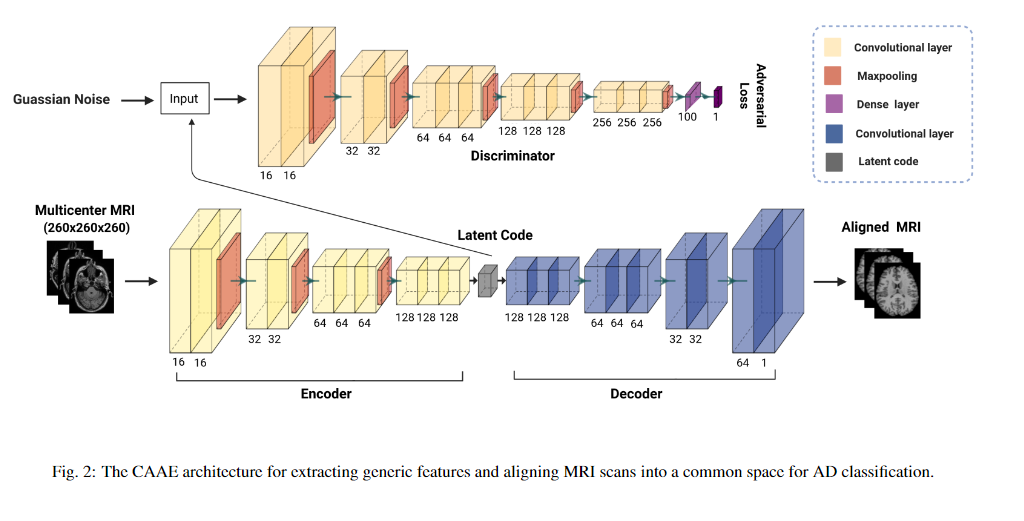 Guassian Noise
Input
16 16
32 32
64 64 64
128 128 128
256 256 256
100
1
Adversarial
Loss
Discriminator
Convolutional layer
Maxpooling
Dense layer
Convolutional layer
Latent code
Multicenter MRI
(260x260x260)
16 16
32 32
64 64 64
128 128 128
Latent Code
128 128 128
64 64 64
32 32
64 1
Aligned MRI
Encoder
Decoder
Fig. 2: The CAAE architecture for extracting generic features and aligning MRI scans into a common space for AD classification.